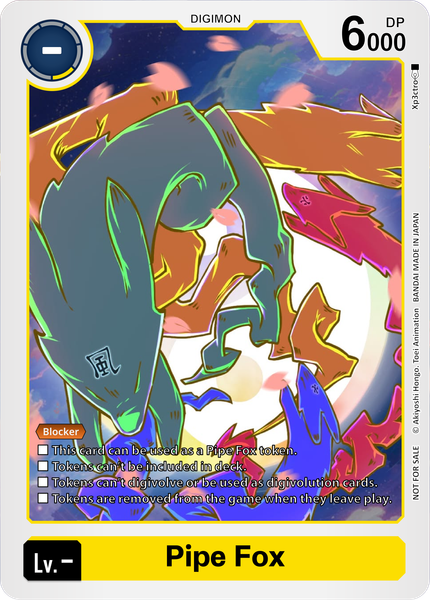 DIGIMON
-
6000
DP
Xp3ctro
風
Blocker
This card can be used as a Pipe Fox token.
Tokens can't be included in deck.
Tokens can't digivolve or be used as digivolution cards.
Tokens are removed from the game when they leave play.
NOT FOR SALE © Akiyoshi Hongo. Toei Animation BANDAI MADE IN JAPAN
Lv.-
Pipe Fox